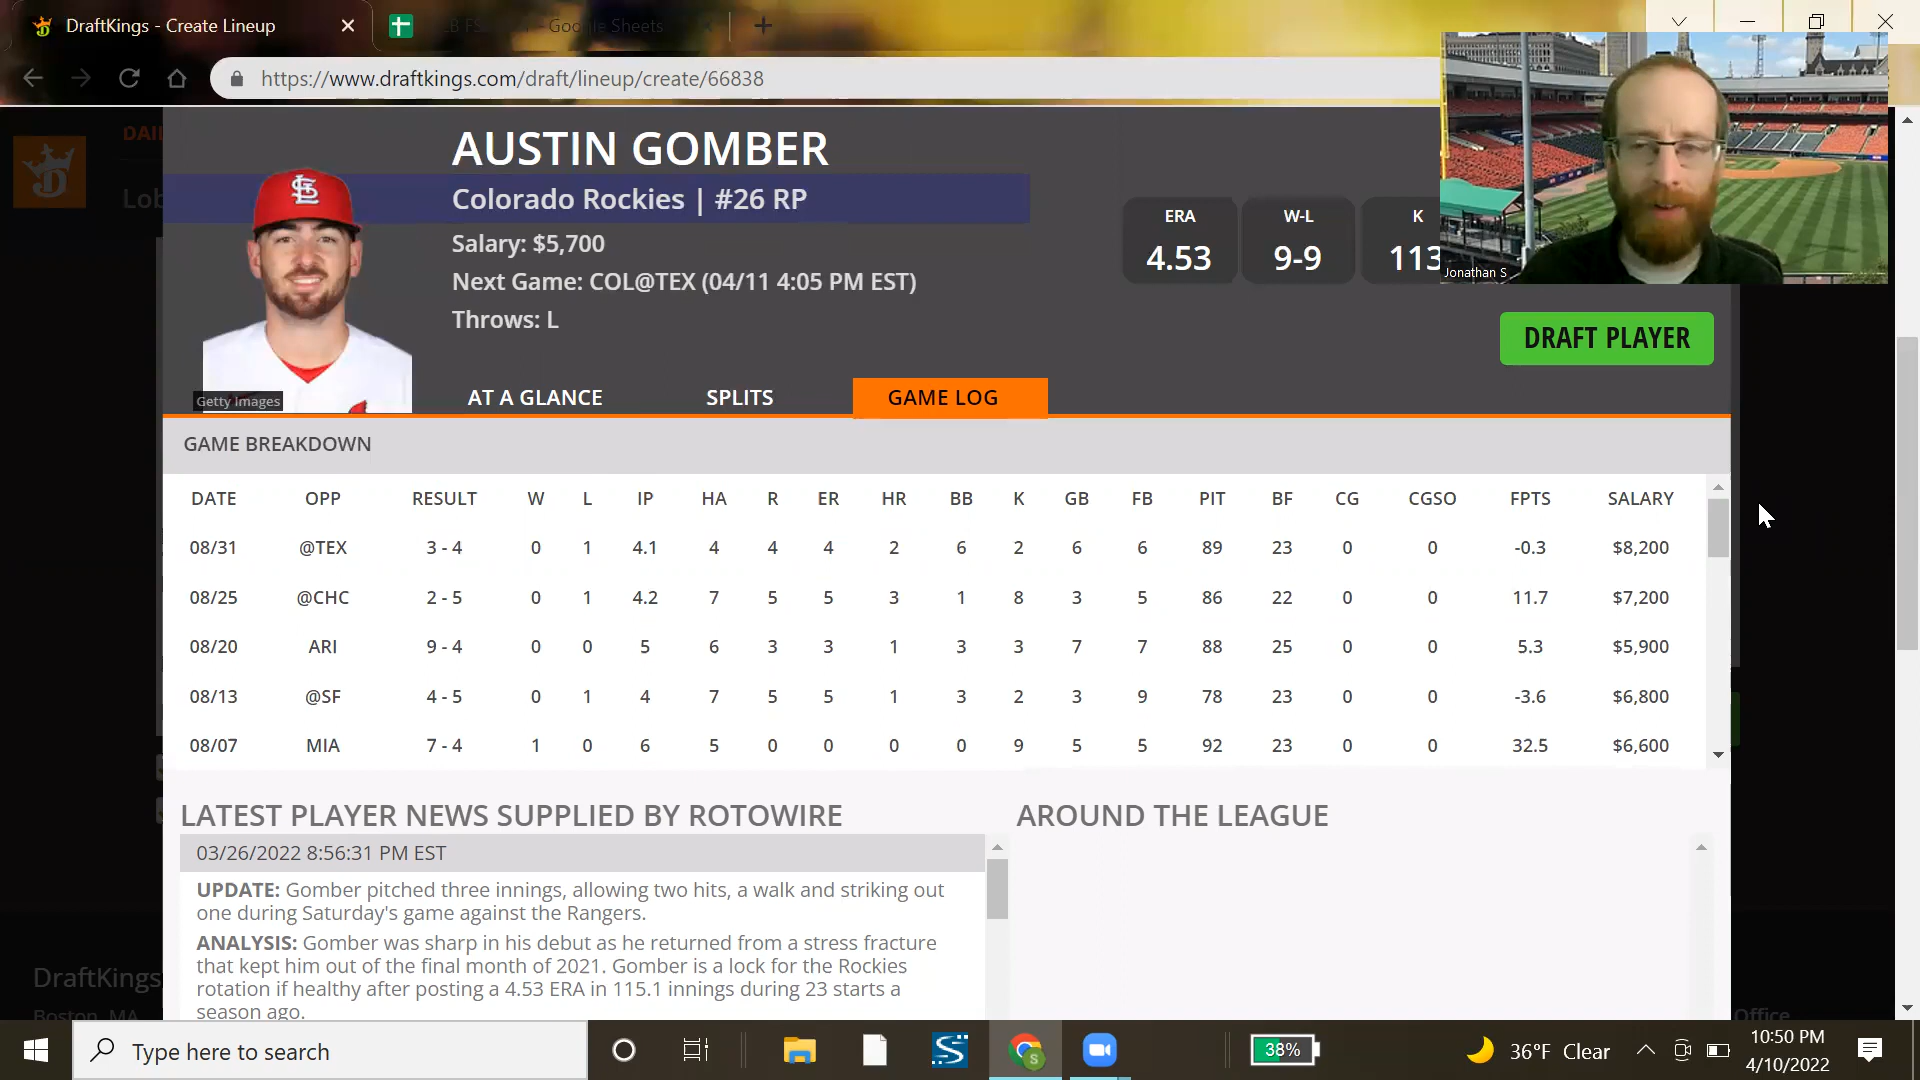 DraftKings - Create Lineup
Google Sheets
https://www.draftkings.com/draft/lineup/create/66838
AUSTIN GOMBER
Colorado Rockies | #26 RP
Salary: $5,700
Next Game: COL@TEX (04/11 4:05 PM EST)
Throws: L
ERA W-L K
4.53 9-9 113
Jonathan S
Getty Images
DRAFT PLAYER
AT A GLANCE SPLITS GAME LOG
GAME BREAKDOWN
DATE OPP RESULT W L IP HA R ER HR BB K GB FB PIT BF CG CGSO FPTS SALARY
08/31 @TEX 3 - 4 0 1 4.1 4 4 4 2 6 2 6 6 89 23 0 0 -0.3 $8,200
08/25 @CHC 2 - 5 0 1 4.2 7 5 5 3 1 8 3 5 86 22 0 0 11.7 $7,200
08/20 ARI 9 - 4 0 0 5 6 3 3 1 3 3 7 7 88 25 0 0 5.3 $5,900
08/13 @SF 4 - 5 0 1 4 7 5 5 1 3 2 3 9 78 23 0 0 -3.6 $6,800
08/07 MIA 7 - 4 1 0 6 5 0 0 0 0 9 5 5 92 23 0 0 32.5 $6,600
LATEST PLAYER NEWS SUPPLIED BY ROTOWIRE
AROUND THE LEAGUE
03/26/2022 8:56:31 PM EST
UPDATE: Gomber pitched three innings, allowing two hits, a walk and striking out
one during Saturday's game against the Rangers.
ANALYSIS: Gomber was sharp in his debut as he returned from a stress fracture
that kept him out of the final month of 2021. Gomber is a lock for the Rockies
rotation if healthy after posting a 4.53 ERA in 115.1 innings during 23 starts a
season ago.
DraftKings
Boston, MA
Office
Type here to search
38%
36°F Clear
10:50 PM
4/10/2022